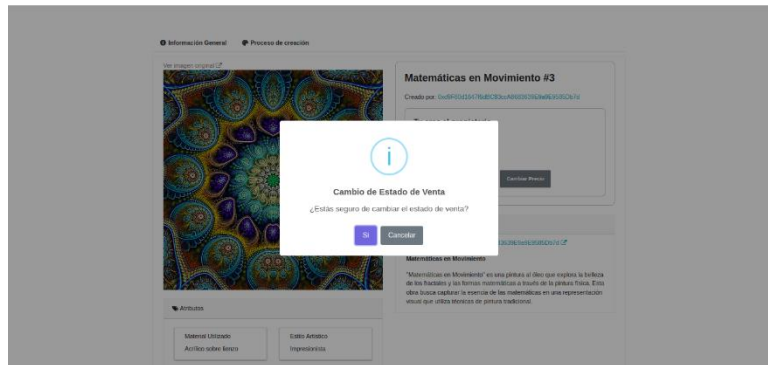 Información General
Proceso de creación
Ver imagen original
Matemáticas en Movimiento #3
Creado por:
Cambiar Precio
i
Cambio de Estado de Venta
¿Estás seguro de cambiar el estado de venta?
Si
Cancelar
Matemáticas en Movimiento
"Matemáticas en Movimiento" es una pintura al óleo que explora la belleza
de los fractales y las formas matemáticas a través de la pintura física. Esta
obra busca capturar la esencia de las matemáticas en una representación
visual que utiliza técnicas de pintura tradicional.
Atributos
Material Utilizado
Acrílico sobre lienzo
Estilo Artístico
Impresionista